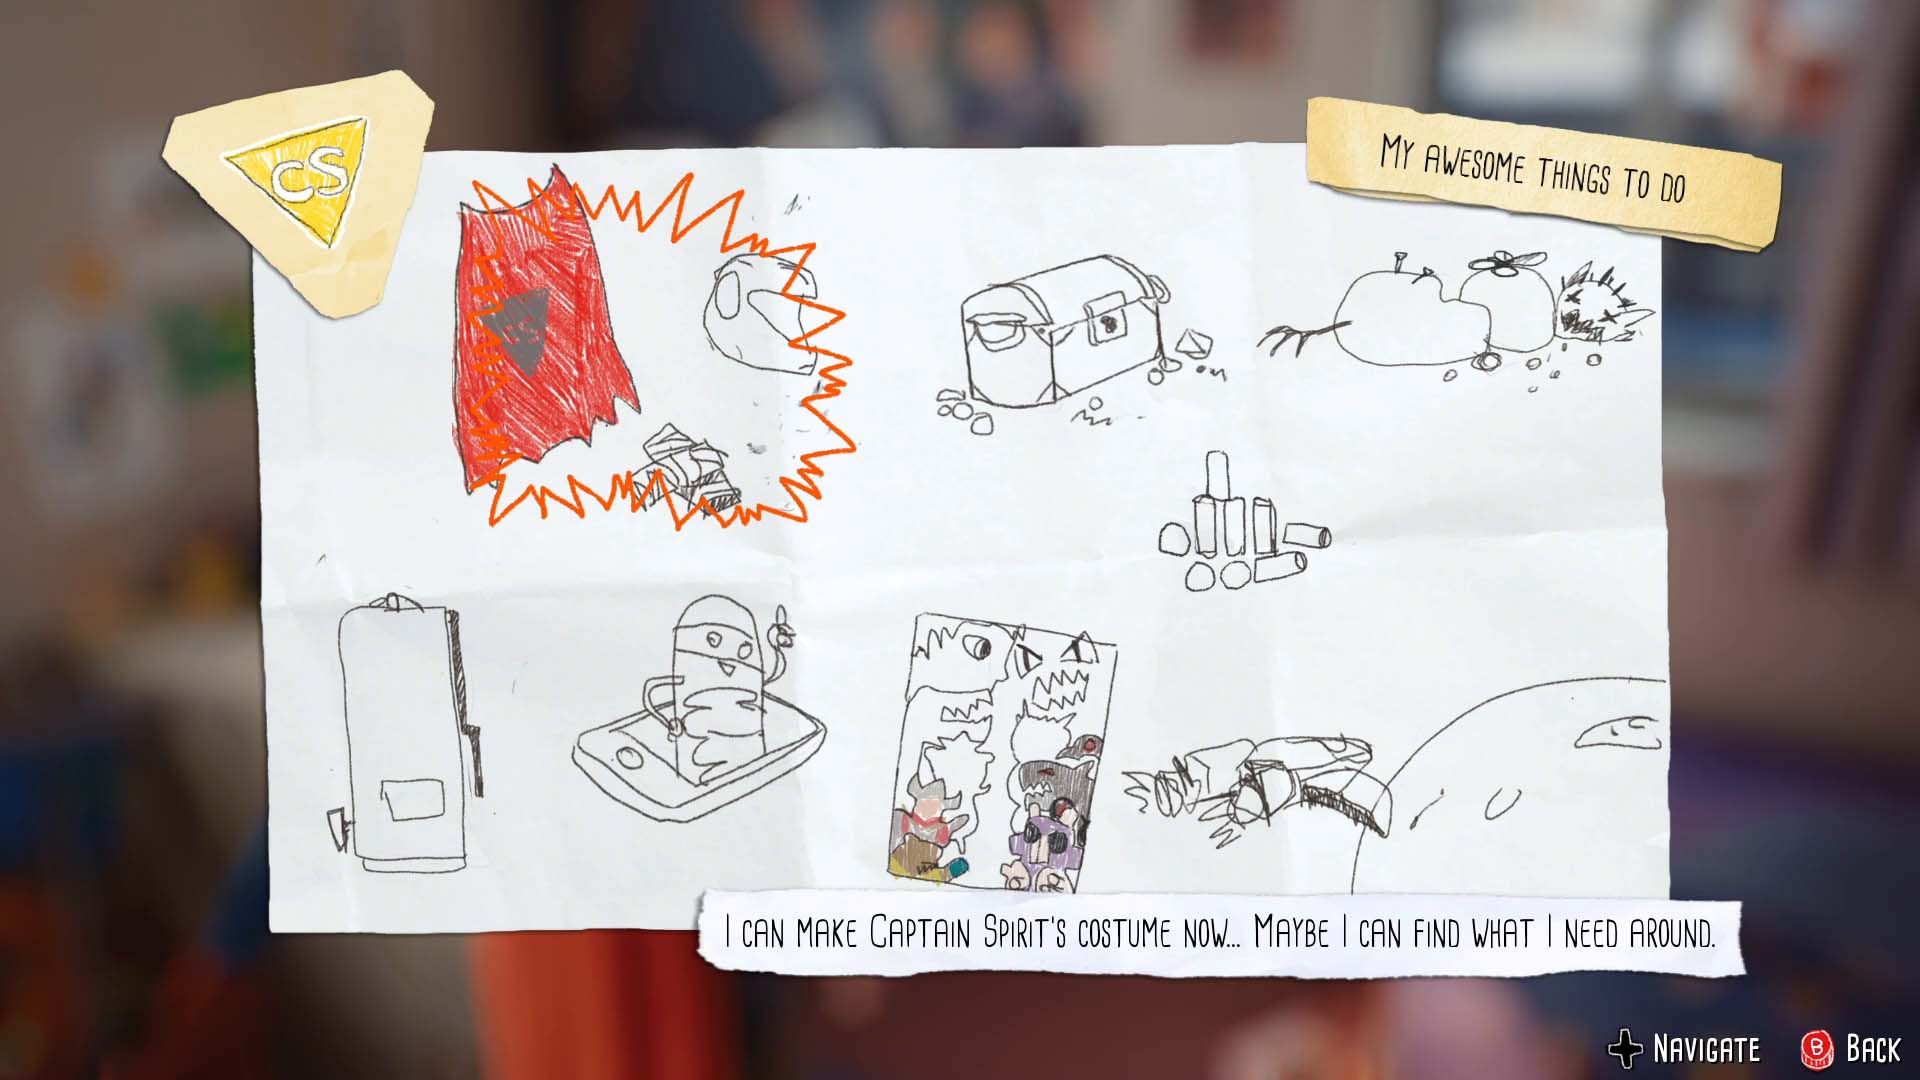 CS
My awesome things to do
CS
I can make Captain Spirit's costume now... Maybe I can find what I need around.
Navigate
B Back